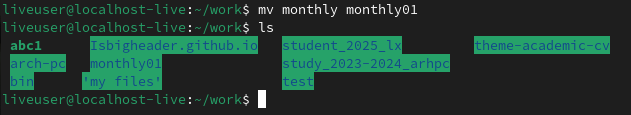 liveuser@localhost-live:~/work$ mv monthly monthly01
liveuser@localhost-live:~/work$ ls
abc1 Isbigheader.github.io student_2025_lx theme-academic-cv
arch-pc monthly01 study_2023-2024_arhpc
bin 'my files' test
liveuser@localhost-live:~/work$